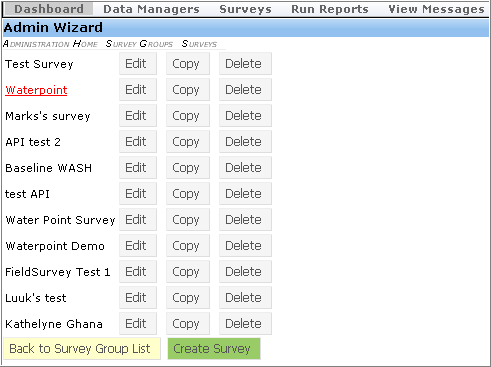 Dashboard Data Managers Surveys Run Reports View Messages
Admin Wizard
Administration Home Survey Groups Surveys
Test Survey Edit Copy Delete
Waterpoint Edit Copy Delete
Marks's survey Edit Copy Delete
API test 2 Edit Copy Delete
Baseline WASH Edit Copy Delete
test API Edit Copy Delete
Water Point Survey Edit Copy Delete
Waterpoint Demo Edit Copy Delete
FieldSurvey Test 1 Edit Copy Delete
Luuk's test Edit Copy Delete
Kathelyne Ghana Edit Copy Delete
Back to Survey Group List Create Survey